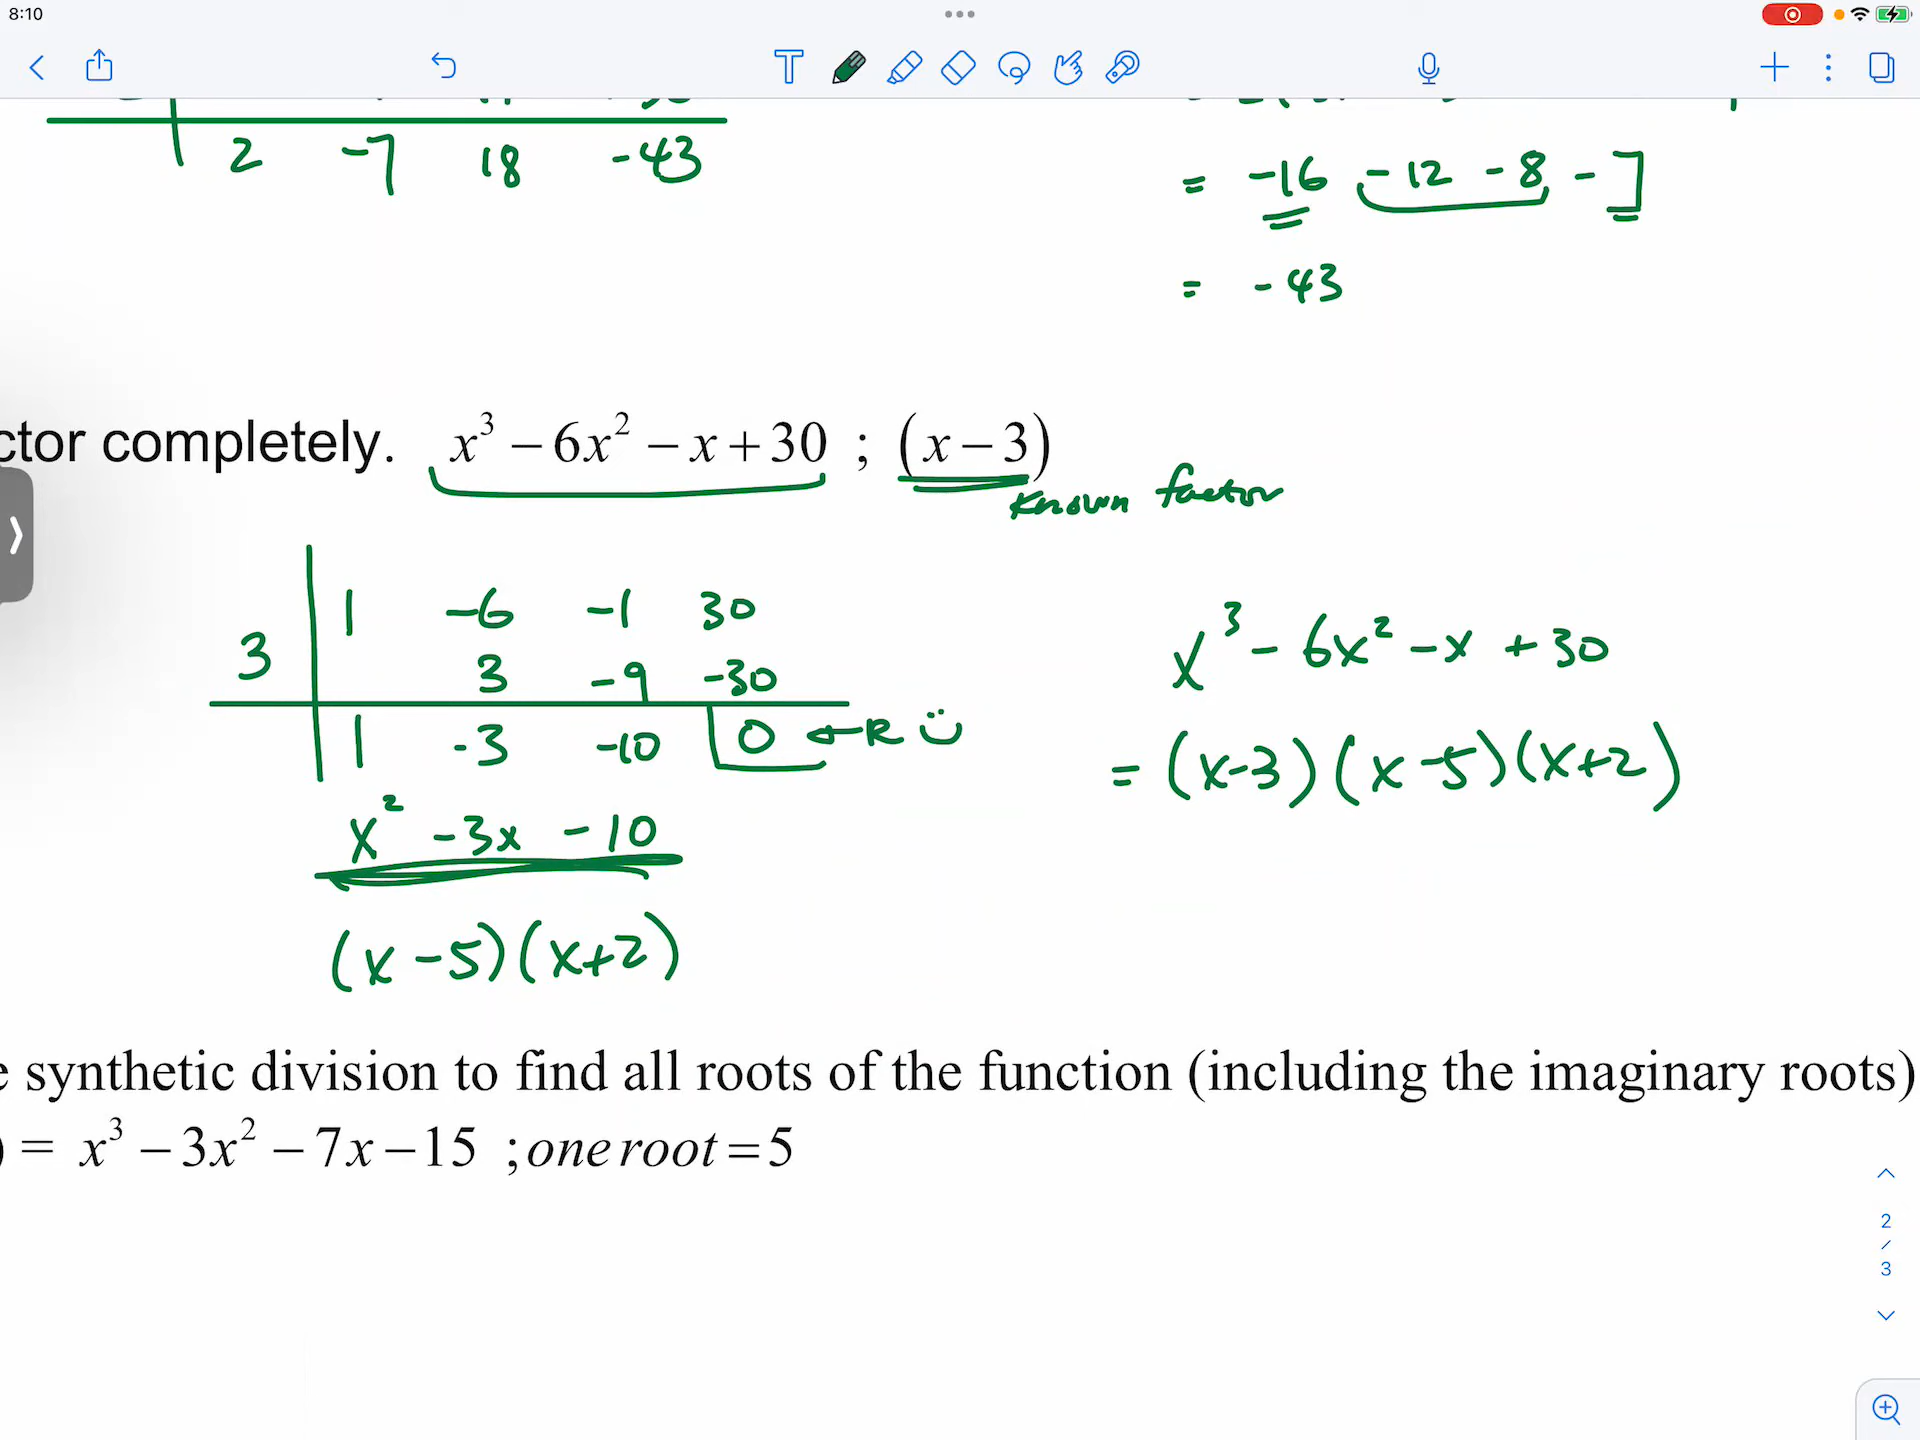 8:10
2 -7 18 -43
= -16 -12 -8 -7
= -43
ctor completely. x³ − 6x² − x + 30 ; (x − 3)
Known factor
1 -6 -1 30
3
3 -9 -30
1 -3 -10 0 ← R
x² -3x -10
(x-5)(x+2)
x³ - 6x² - x + 30
= (x-3)(x-5)(x+2)
e synthetic division to find all roots of the function (including the imaginary roots)
) = x³ − 3x² − 7x − 15 ; one root = 5
2
/
3